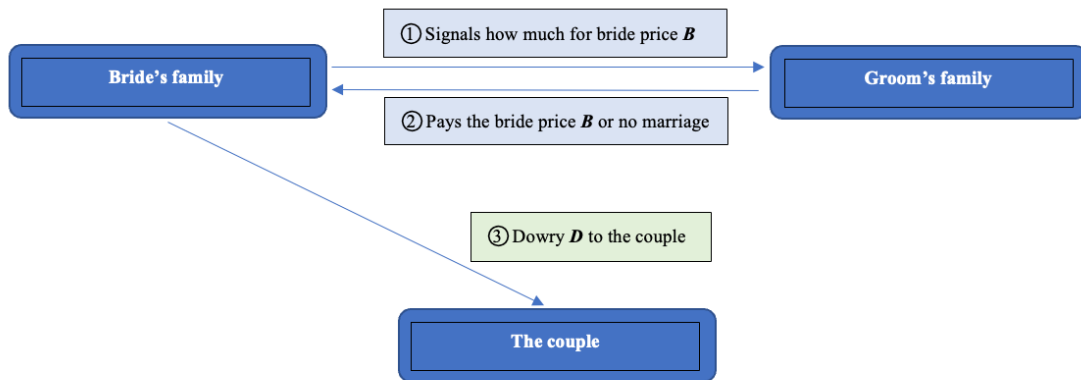 ① Signals how much for bride price B
Bride’s family
Groom’s family
② Pays the bride price B or no marriage
③ Dowry D to the couple
The couple